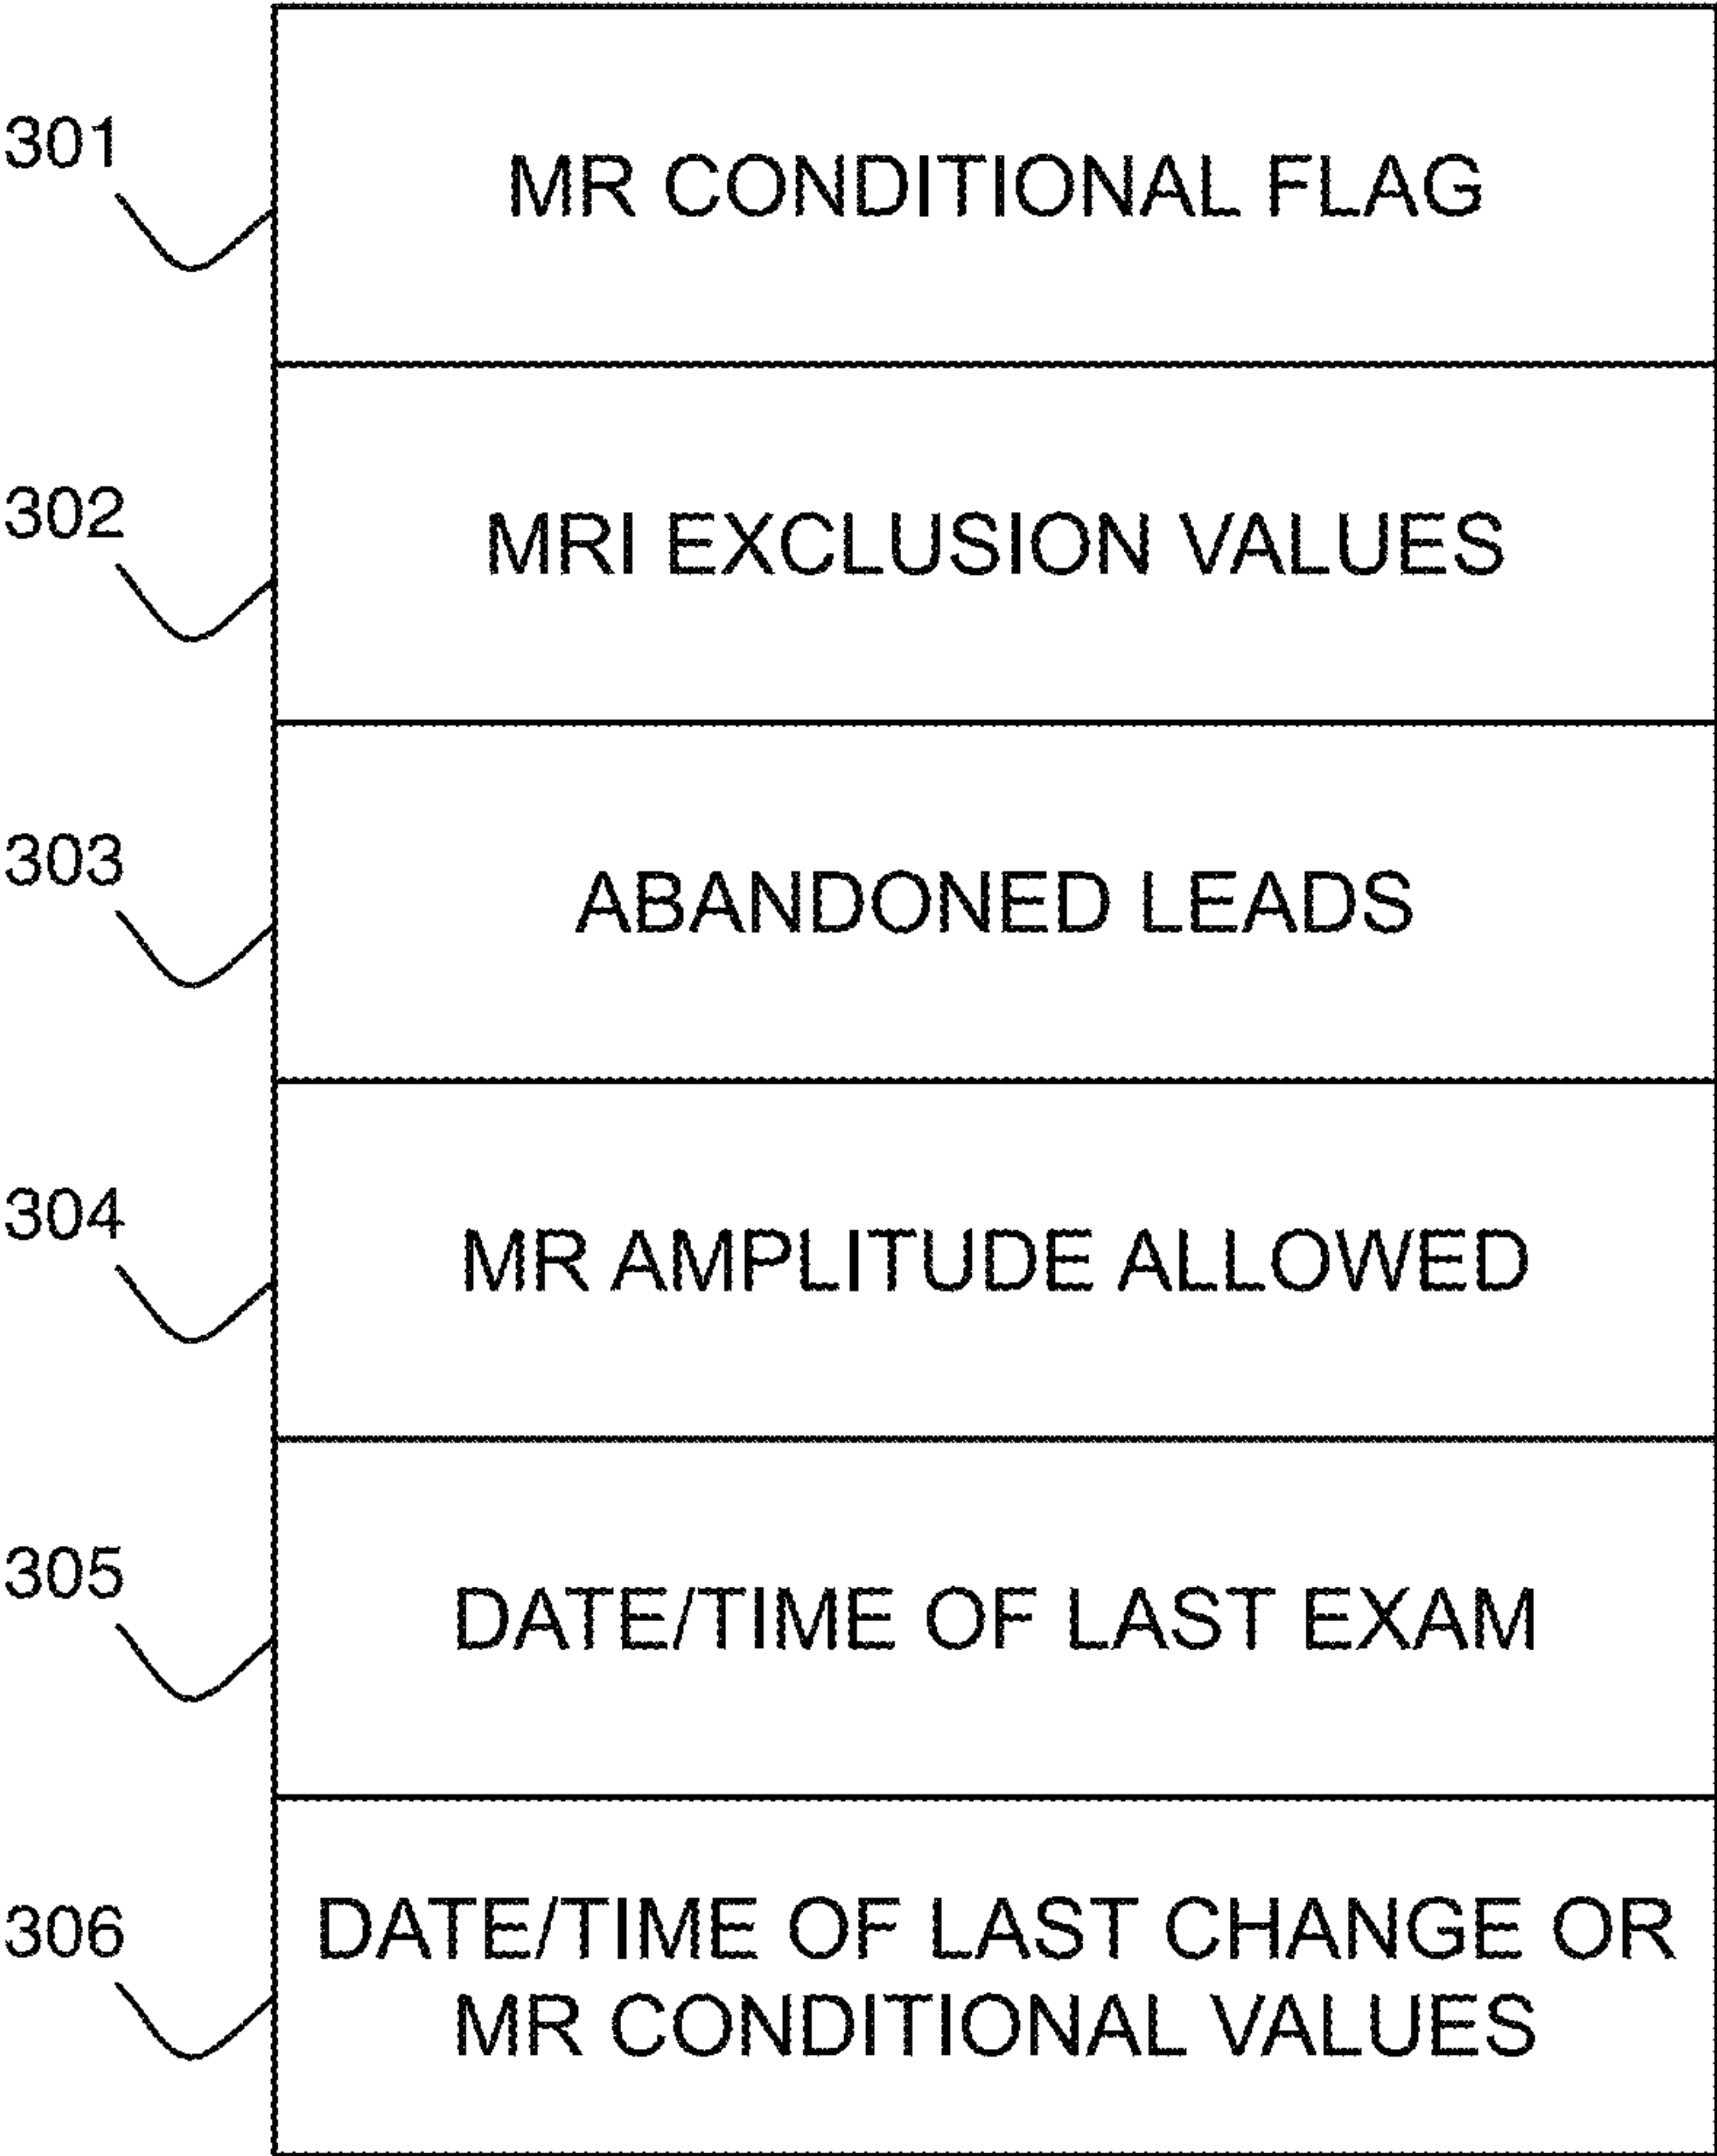 301
MR CONDITIONAL FLAG
302
MRI EXCLUSION VALUES
303
ABANDONED LEADS
304
MR AMPLITUDE ALLOWED
305
DATE/TIME OF LAST EXAM
306
DATE/TIME OF LAST CHANGE OR
MR CONDITIONAL VALUES